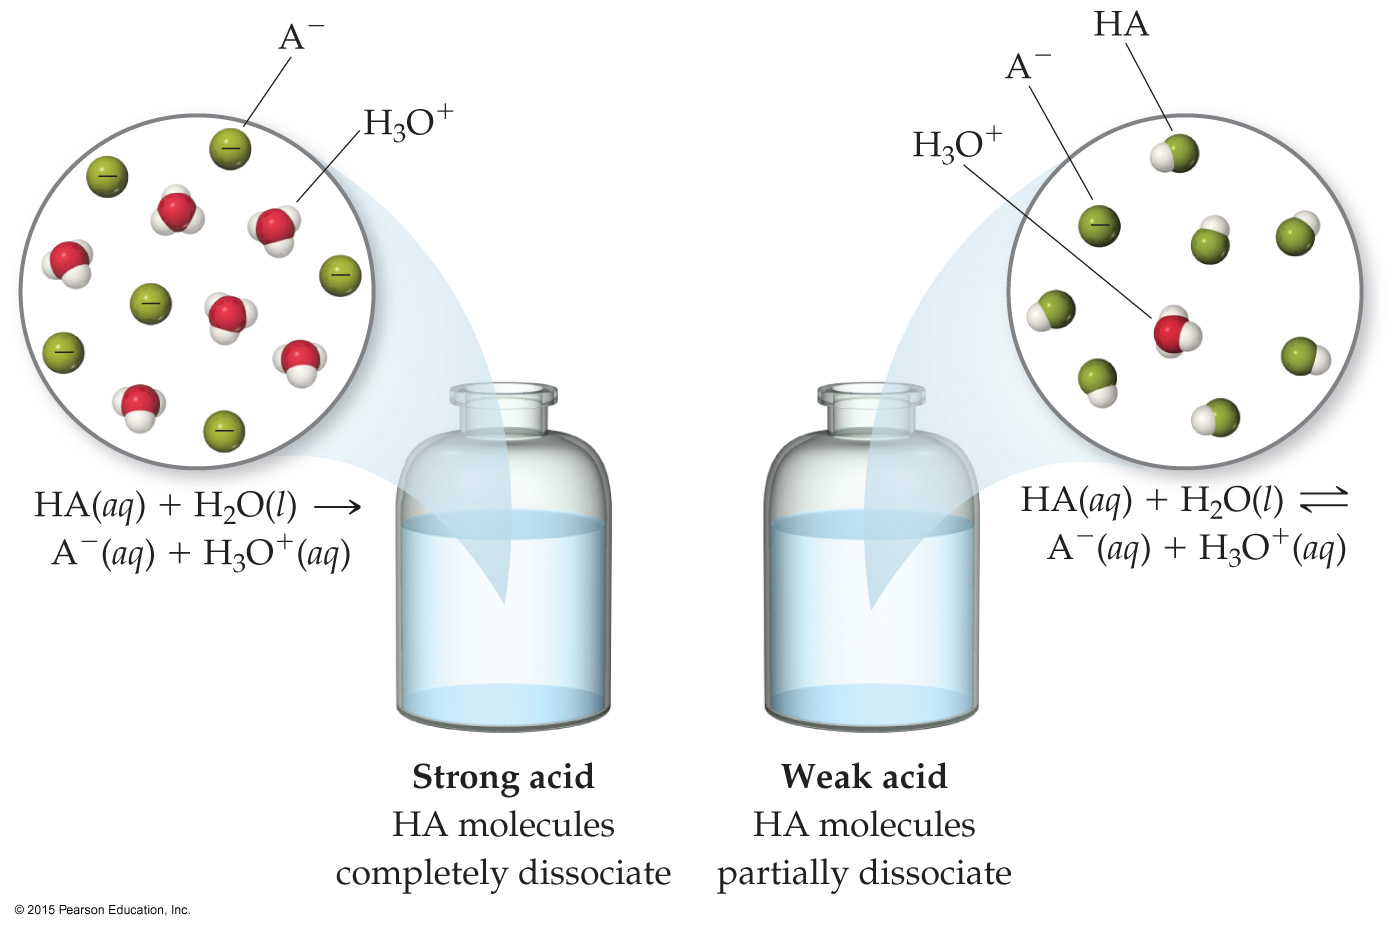 A⁻
H₃O⁺
HA
A⁻
H₃O⁺
HA(aq) + H₂O(l) ⟶
A⁻(aq) + H₃O⁺(aq)
HA(aq) + H₂O(l) ⇌
A⁻(aq) + H₃O⁺(aq)
Strong acid
HA molecules
completely dissociate
Weak acid
HA molecules
partially dissociate
© 2015 Pearson Education, Inc.